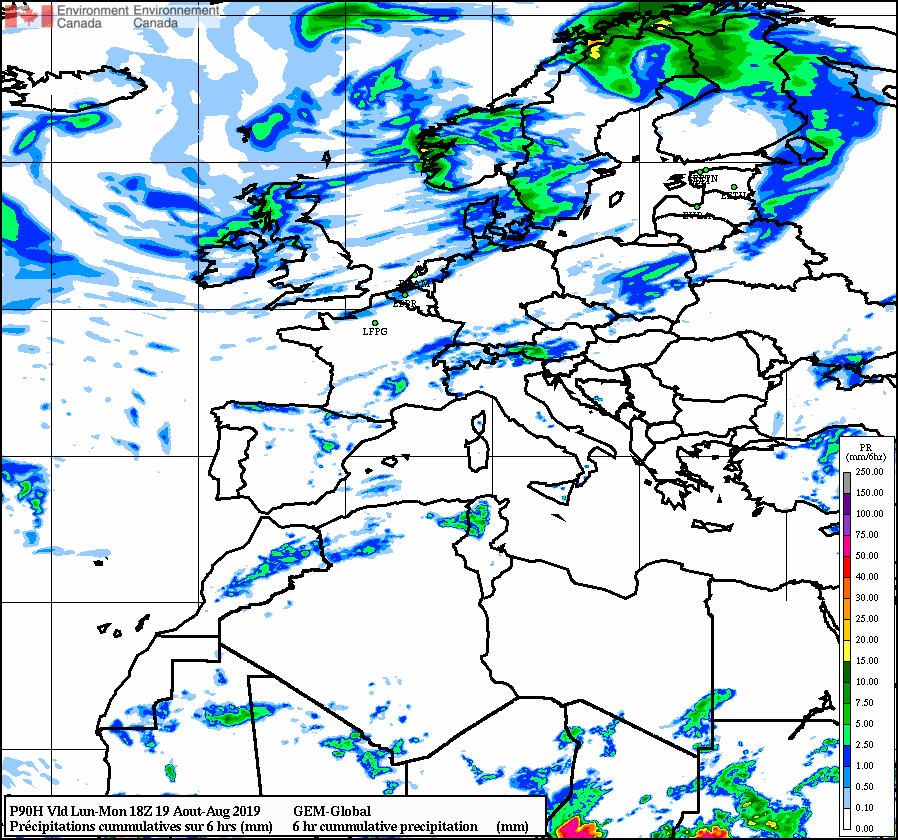 Environment Environnement
Canada Canada
LFPG
PR
(mm/6hz)
250.00
150.00
100.00
75.00
50.00
40.00
30.00
25.00
20.00
15.00
10.00
7.50
5.00
2.50
1.00
0.50
0.10
0.00
P90H Vld Lun-Mon 18Z 19 Aout-Aug 2019 GEM-Global
Précipitations cummulatives sur 6 hrs (mm) 6 hr cummulative precipitation (mm)